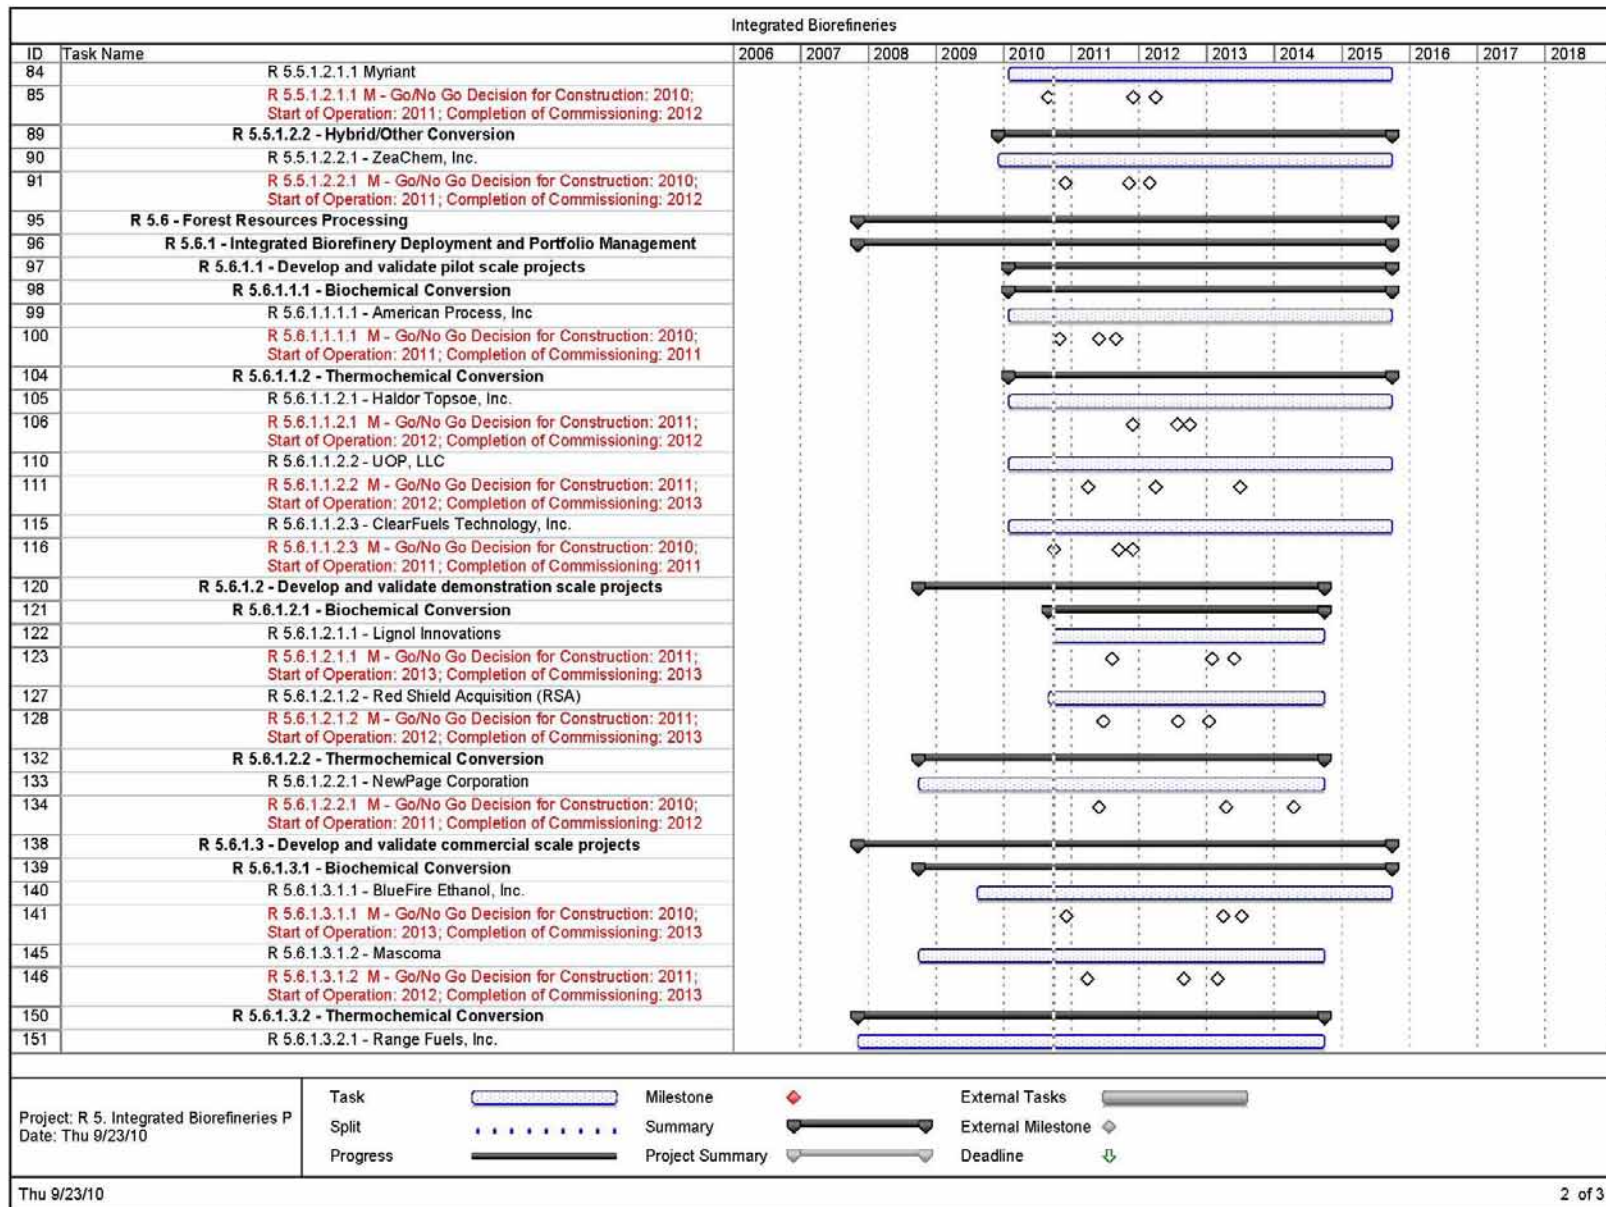 Integrated Biorefineries
ID Task Name 2006 2007 2008 2009 2010 2011 2012 2013 2014 2015 2016 2017 2018
84 R 5.5.1.2.1.1 Myriant
85 R 5.5.1.2.1.1 M - Go/No Go Decision for Construction: 2010;
Start of Operation: 2011; Completion of Commissioning: 2012
89 R 5.5.1.2.2 - Hybrid/Other Conversion
90 R 5.5.1.2.2.1 - ZeaChem, Inc.
91 R 5.5.1.2.2.1 M - Go/No Go Decision for Construction: 2010;
Start of Operation: 2011; Completion of Commissioning: 2012
95 R 5.6 - Forest Resources Processing
96 R 5.6.1 - Integrated Biorefinery Deployment and Portfolio Management
97 R 5.6.1.1 - Develop and validate pilot scale projects
98 R 5.6.1.1.1 - Biochemical Conversion
99 R 5.6.1.1.1.1 - American Process, Inc
100 R 5.6.1.1.1.1 M - Go/No Go Decision for Construction: 2010;
Start of Operation: 2011; Completion of Commissioning: 2011
104 R 5.6.1.1.2 - Thermochemical Conversion
105 R 5.6.1.1.2.1 - Haldor Topsoe, Inc.
106 R 5.6.1.1.2.1 M - Go/No Go Decision for Construction: 2011;
Start of Operation: 2012; Completion of Commissioning: 2012
110 R 5.6.1.1.2.2 - UOP, LLC
111 R 5.6.1.1.2.2 M - Go/No Go Decision for Construction: 2011;
Start of Operation: 2012; Completion of Commissioning: 2013
115 R 5.6.1.1.2.3 - ClearFuels Technology, Inc.
116 R 5.6.1.1.2.3 M - Go/No Go Decision for Construction: 2010;
Start of Operation: 2011; Completion of Commissioning: 2011
120 R 5.6.1.2 - Develop and validate demonstration scale projects
121 R 5.6.1.2.1 - Biochemical Conversion
122 R 5.6.1.2.1.1 - Lignol Innovations
123 R 5.6.1.2.1.1 M - Go/No Go Decision for Construction: 2011;
Start of Operation: 2013; Completion of Commissioning: 2013
127 R 5.6.1.2.1.2 - Red Shield Acquisition (RSA)
128 R 5.6.1.2.1.2 M - Go/No Go Decision for Construction: 2011;
Start of Operation: 2012; Completion of Commissioning: 2013
132 R 5.6.1.2.2 - Thermochemical Conversion
133 R 5.6.1.2.2.1 - NewPage Corporation
134 R 5.6.1.2.2.1 M - Go/No Go Decision for Construction: 2010;
Start of Operation: 2011; Completion of Commissioning: 2012
138 R 5.6.1.3 - Develop and validate commercial scale projects
139 R 5.6.1.3.1 - Biochemical Conversion
140 R 5.6.1.3.1.1 - BlueFire Ethanol, Inc.
141 R 5.6.1.3.1.1 M - Go/No Go Decision for Construction: 2010;
Start of Operation: 2013; Completion of Commissioning: 2013
145 R 5.6.1.3.1.2 - Mascoma
146 R 5.6.1.3.1.2 M - Go/No Go Decision for Construction: 2011;
Start of Operation: 2012; Completion of Commissioning: 2013
150 R 5.6.1.3.2 - Thermochemical Conversion
151 R 5.6.1.3.2.1 - Range Fuels, Inc.
Project: R 5. Integrated Biorefineries P
Date: Thu 9/23/10
Task Milestone External Tasks
Split Summary External Milestone
Progress Project Summary Deadline
Thu 9/23/10 2 of 3